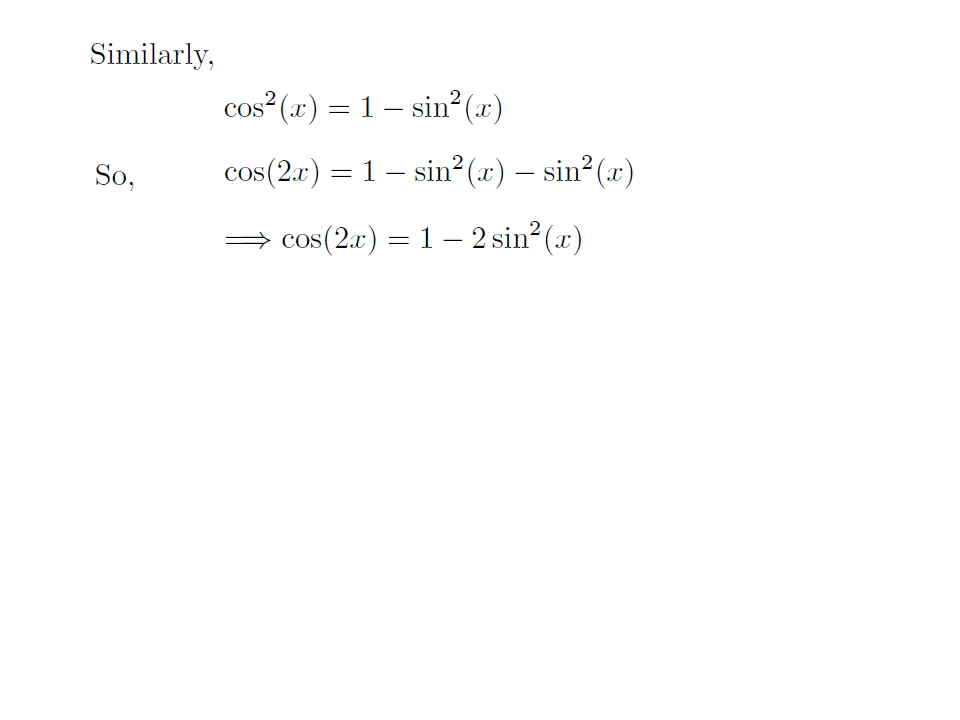 Similarly,
cos²(x) = 1 − sin²(x)
So, cos(2x) = 1 − sin²(x) − sin²(x)
⟹ cos(2x) = 1 − 2 sin²(x)